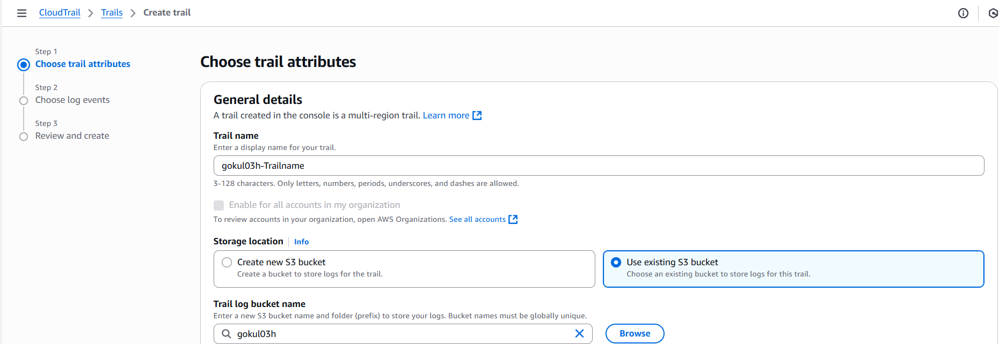 CloudTrail > Trails > Create trail
Step 1
Choose trail attributes
Step 2
Choose log events
Step 3
Review and create
Choose trail attributes
General details
A trail created in the console is a multi-region trail. Learn more
Trail name
Enter a display name for your trail.
gokul03h-Trailname
3-128 characters. Only letters, numbers, periods, underscores, and dashes are allowed.
Enable for all accounts in my organization
To review accounts in your organization, open AWS Organizations. See all accounts
Storage location Info
Create new S3 bucket
Create a bucket to store logs for the trail.
Use existing S3 bucket
Choose an existing bucket to store logs for this trail.
Trail log bucket name
Enter a new S3 bucket name and folder (prefix) to store your logs. Bucket names must be globally unique.
gokul03h
Browse